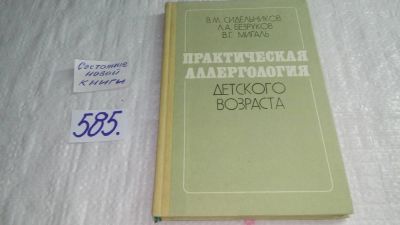 Состояние
новой
книги
585.
В.М. СИДЕЛЬНИКОВ
Л.А. БЕЗРУКОВ
В.Г. МИГАЛЬ
ПРАКТИЧЕСКАЯ
АЛЛЕРГОЛОГИЯ
ДЕТСКОГО
ВОЗРАСТА